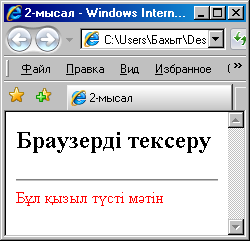 2-мысал - Windows Intern...
C:\Users\Бахыт\Des
Файл Правка Вид Избранное ( »
2-мысал
Браузерді тексеру
Бұл қызыл түсті мәтін